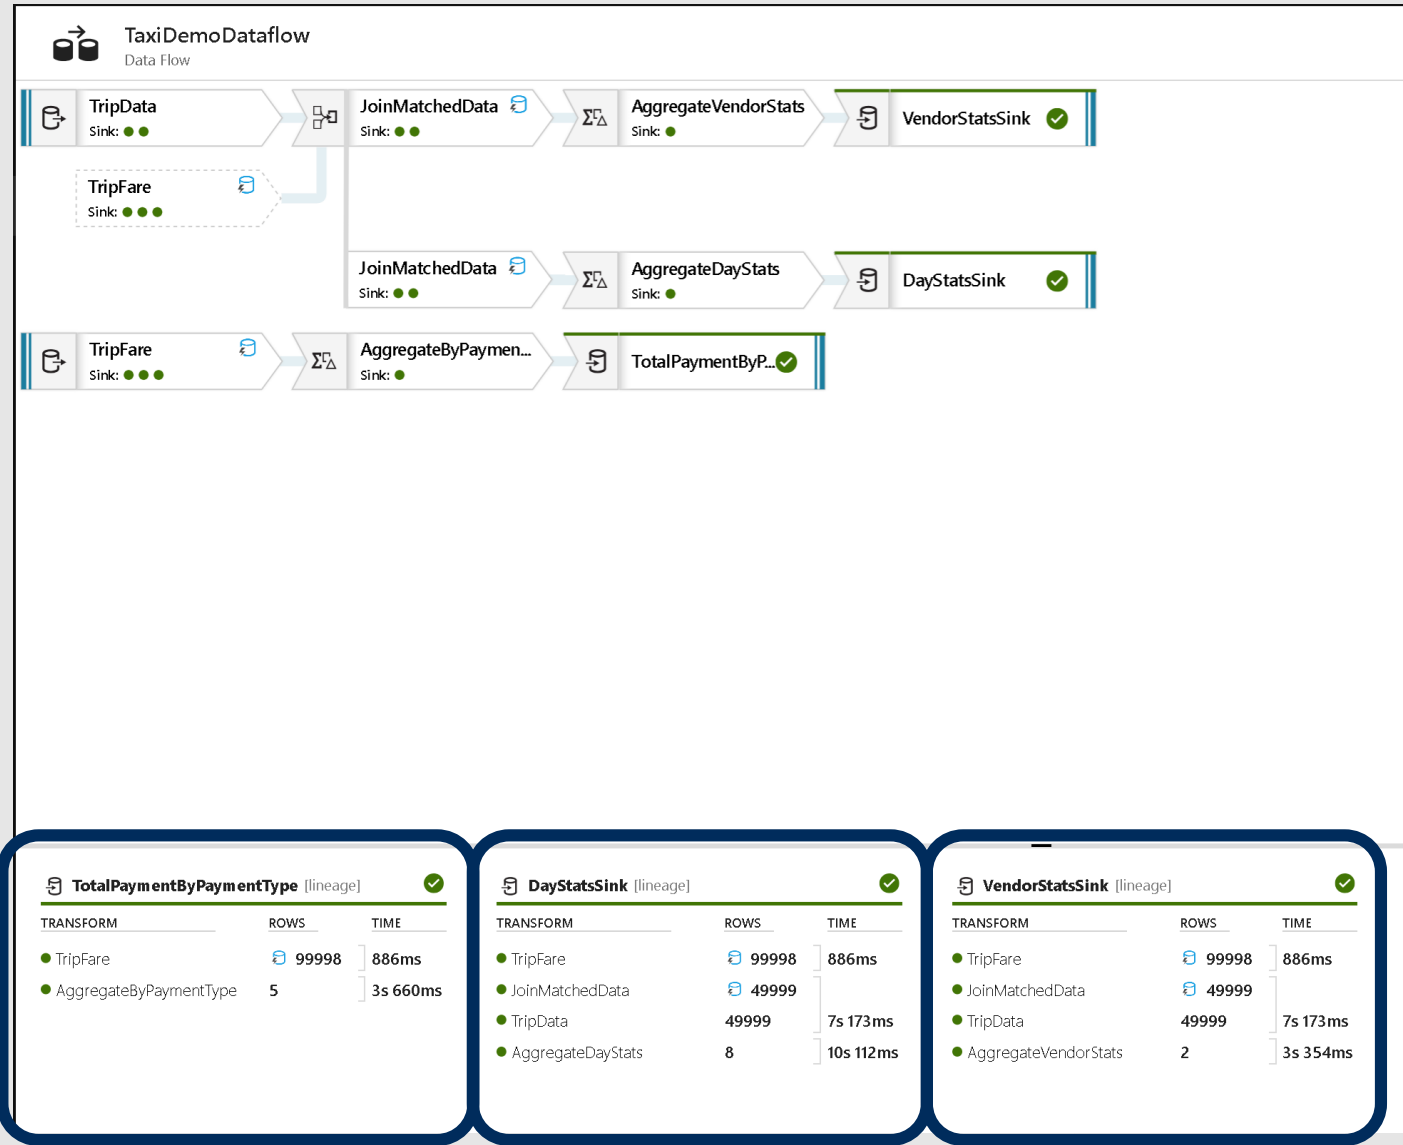 TaxiDemoDataflow
Data Flow
TripData
Sink:
JoinMatchedData
Sink:
AggregateVendorStats
Sink:
VendorStatsSink
TripFare
Sink:
JoinMatchedData
Sink:
AggregateDayStats
Sink:
DayStatsSink
TripFare
Sink:
AggregateByPaymen...
Sink:
TotalPaymentByP...
TotalPaymentByPaymentType [lineage]
TRANSFORM ROWS TIME
TripFare 99998 886ms
AggregateByPaymentType 5 3s 660ms
DayStatsSink [lineage]
TRANSFORM ROWS TIME
TripFare 99998 886ms
JoinMatchedData 49999
TripData 49999 7s 173ms
AggregateDayStats 8 10s 112ms
VendorStatsSink [lineage]
TRANSFORM ROWS TIME
TripFare 99998 886ms
JoinMatchedData 49999
TripData 49999 7s 173ms
AggregateVendorStats 2 3s 354ms